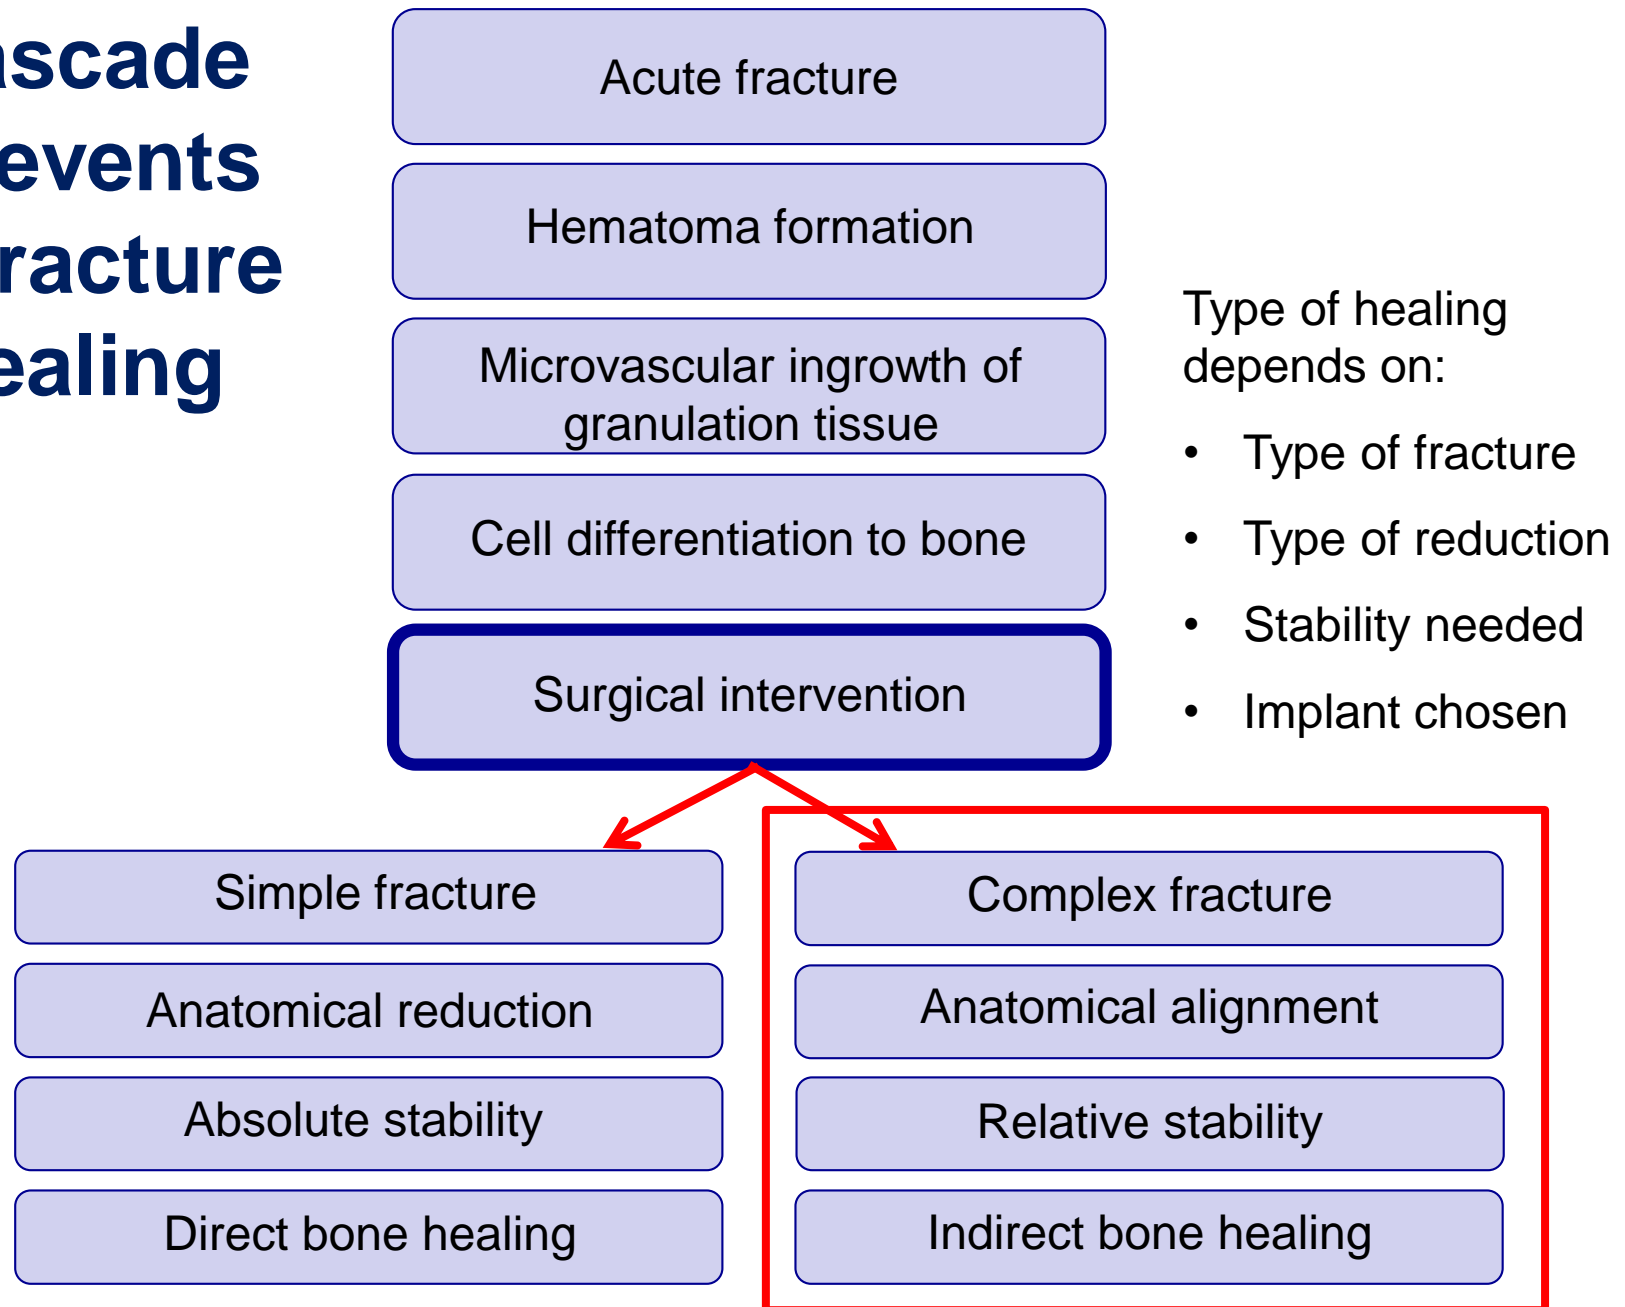 ascade
events
racture
ealing
Acute fracture
Hematoma formation
Microvascular ingrowth of
granulation tissue
Cell differentiation to bone
Surgical intervention
Type of healing
depends on:
• Type of fracture
• Type of reduction
• Stability needed
• Implant chosen
Simple fracture
Anatomical reduction
Absolute stability
Direct bone healing
Complex fracture
Anatomical alignment
Relative stability
Indirect bone healing